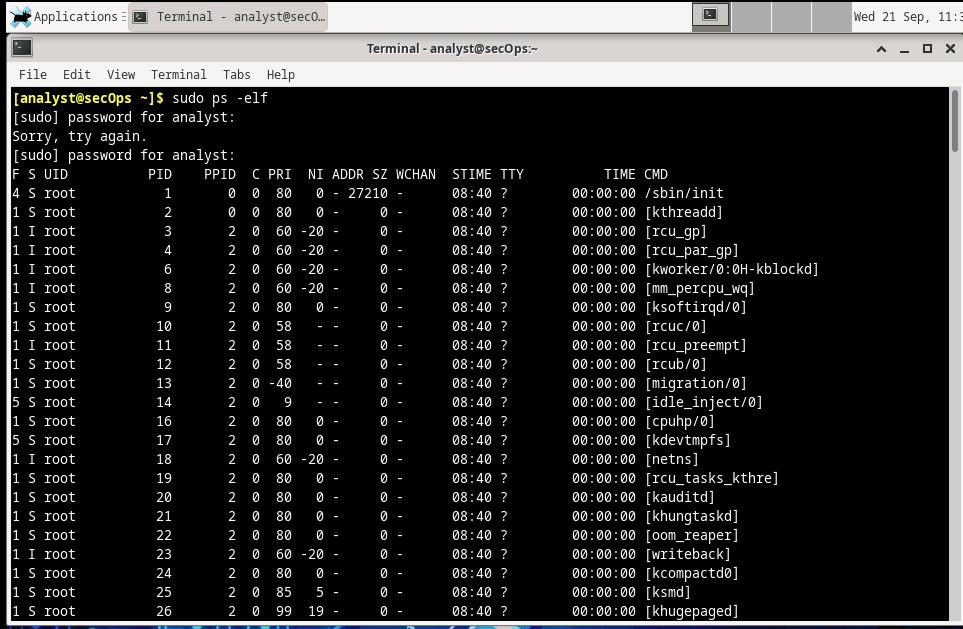 Applications Terminal - analyst@secO... Wed 21 Sep, 11:3
Terminal - analyst@secOps:~
File Edit View Terminal Tabs Help
[analyst@secOps ~]$ sudo ps -elf
[sudo] password for analyst:
Sorry, try again.
[sudo] password for analyst:
F S UID PID PPID C PRI NI ADDR SZ WCHAN STIME TTY TIME CMD
4 S root 1 0 0 80 0 - 27210 - 08:40 ? 00:00:00 /sbin/init
1 S root 2 0 0 80 0 - 0 - 08:40 ? 00:00:00 [kthreadd]
1 I root 3 2 0 60 -20 - 0 - 08:40 ? 00:00:00 [rcu_gp]
1 I root 4 2 0 60 -20 - 0 - 08:40 ? 00:00:00 [rcu_par_gp]
1 I root 6 2 0 60 -20 - 0 - 08:40 ? 00:00:00 [kworker/0:0H-kblockd]
1 I root 8 2 0 60 -20 - 0 - 08:40 ? 00:00:00 [mm_percpu_wq]
1 S root 9 2 0 80 0 - 0 - 08:40 ? 00:00:00 [ksoftirqd/0]
1 S root 10 2 0 58 - - 0 - 08:40 ? 00:00:00 [rcuc/0]
1 I root 11 2 0 58 - - 0 - 08:40 ? 00:00:00 [rcu_preempt]
1 S root 12 2 0 58 - - 0 - 08:40 ? 00:00:00 [rcub/0]
1 S root 13 2 0 -40 - - 0 - 08:40 ? 00:00:00 [migration/0]
5 S root 14 2 0 9 - - 0 - 08:40 ? 00:00:00 [idle_inject/0]
1 S root 16 2 0 80 0 - 0 - 08:40 ? 00:00:00 [cpuhp/0]
5 S root 17 2 0 80 0 - 0 - 08:40 ? 00:00:00 [kdevtmpfs]
1 I root 18 2 0 60 -20 - 0 - 08:40 ? 00:00:00 [netns]
1 S root 19 2 0 80 0 - 0 - 08:40 ? 00:00:00 [rcu_tasks_kthre]
1 S root 20 2 0 80 0 - 0 - 08:40 ? 00:00:00 [kauditd]
1 S root 21 2 0 80 0 - 0 - 08:40 ? 00:00:00 [khungtaskd]
1 S root 22 2 0 80 0 - 0 - 08:40 ? 00:00:00 [oom_reaper]
1 I root 23 2 0 60 -20 - 0 - 08:40 ? 00:00:00 [writeback]
1 S root 24 2 0 80 0 - 0 - 08:40 ? 00:00:00 [kcompactd0]
1 S root 25 2 0 85 5 - 0 - 08:40 ? 00:00:00 [ksmd]
1 S root 26 2 0 99 19 - 0 - 08:40 ? 00:00:00 [khugepaged]